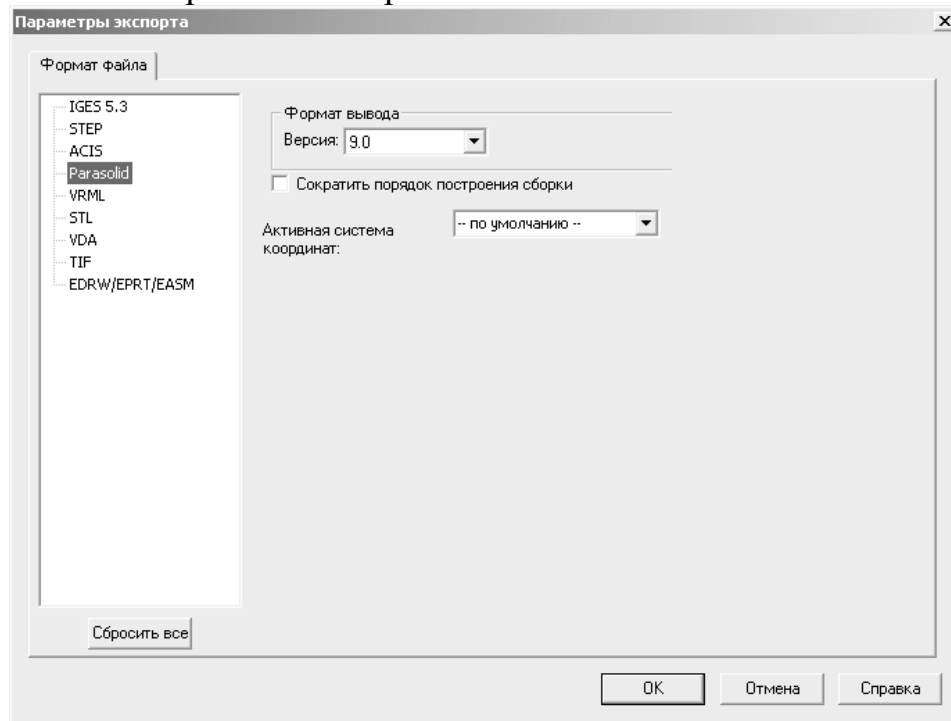 Параметры экспорта
Формат файла
IGES 5.3
STEP
ACIS
Parasolid
VRML
STL
VDA
TIF
EDRW/EPRT/EASM
Сбросить все
Формат вывода
Версия: 9.0
Сократить порядок построения сборки
Активная система координат: -- по умолчанию --
OK
Отмена
Справка